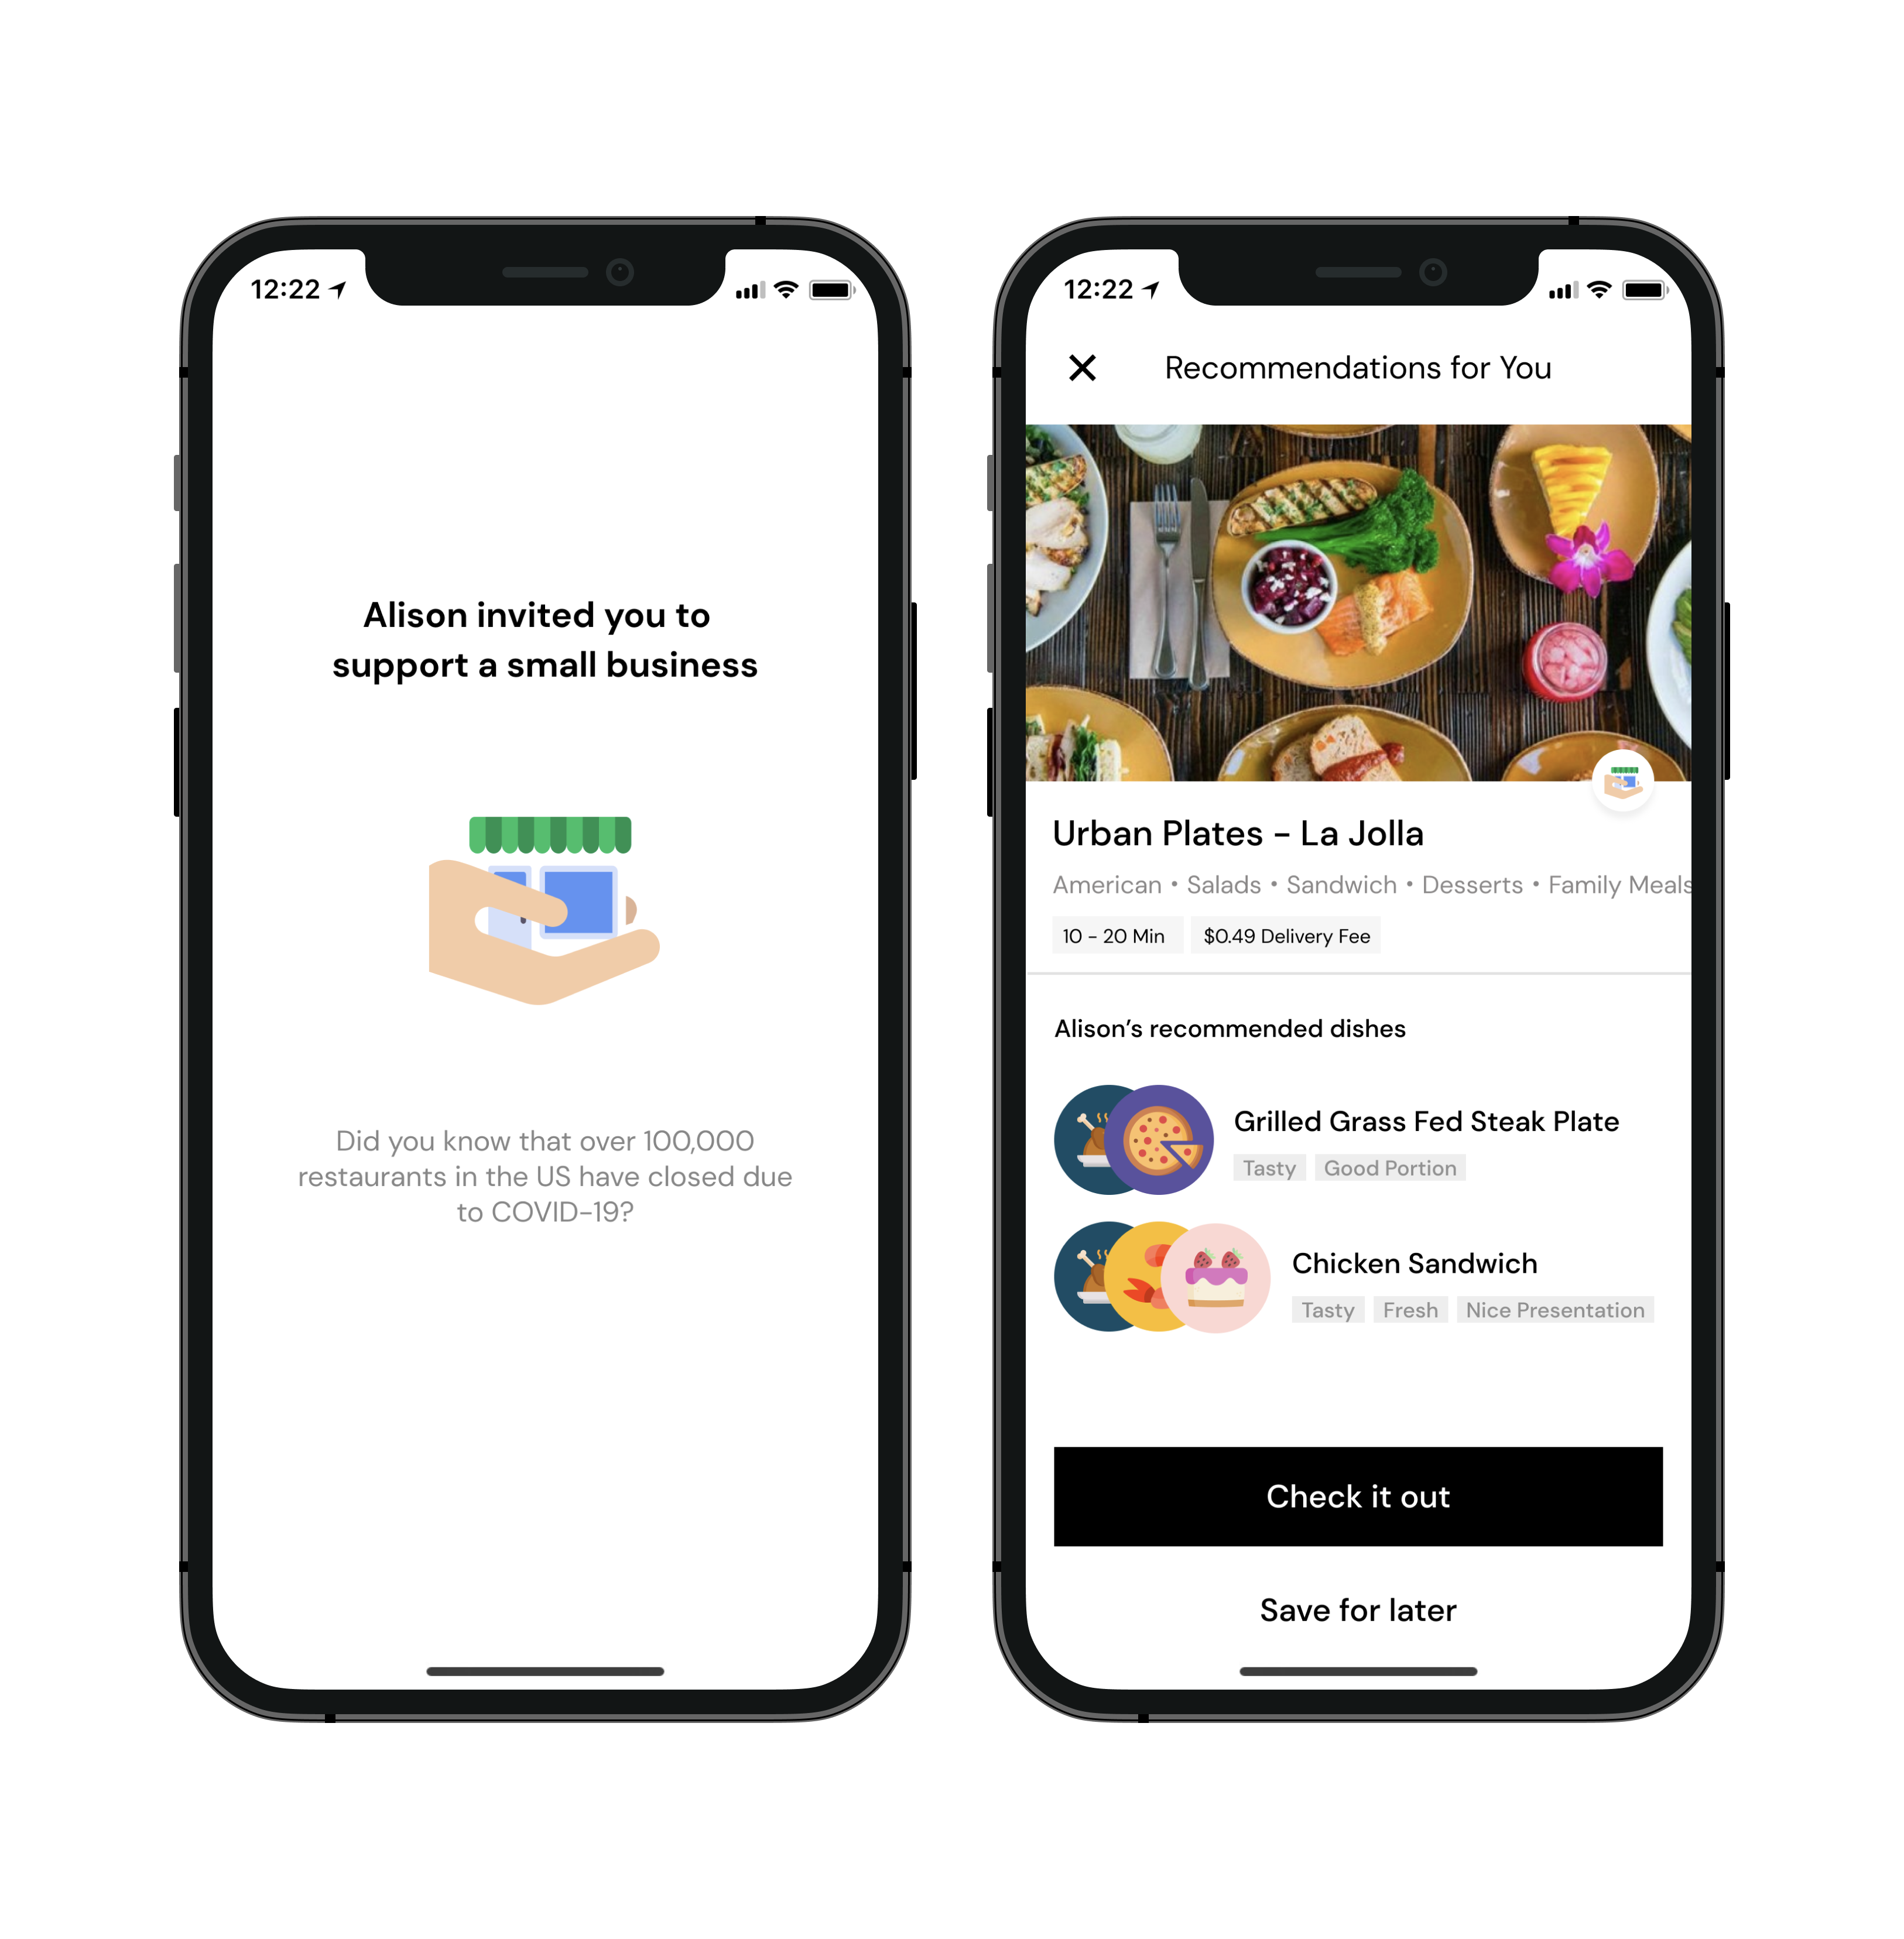 12:22
Alison invited you to
support a small business
Did you know that over 100,000
restaurants in the US have closed due
to COVID-19?
12:22
Recommendations for You
Urban Plates - La Jolla
American • Salads • Sandwich • Desserts • Family Meals
10 - 20 Min $0.49 Delivery Fee
Alison’s recommended dishes
Grilled Grass Fed Steak Plate
Tasty Good Portion
Chicken Sandwich
Tasty Fresh Nice Presentation
Check it out
Save for later